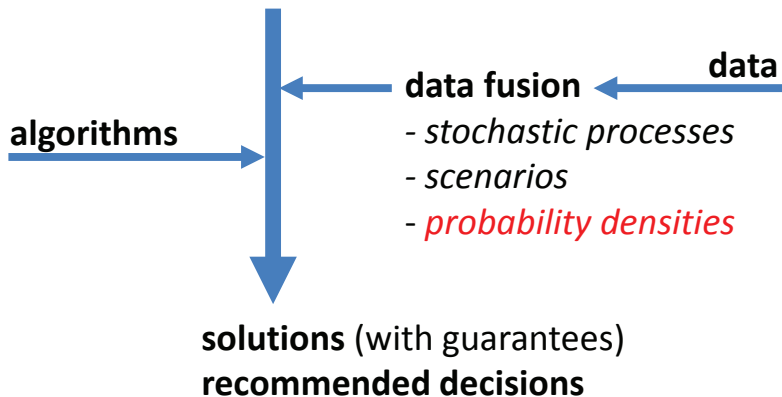 data
data fusion
algorithms
- stochastic processes
- scenarios
- probability densities
solutions (with guarantees)
recommended decisions